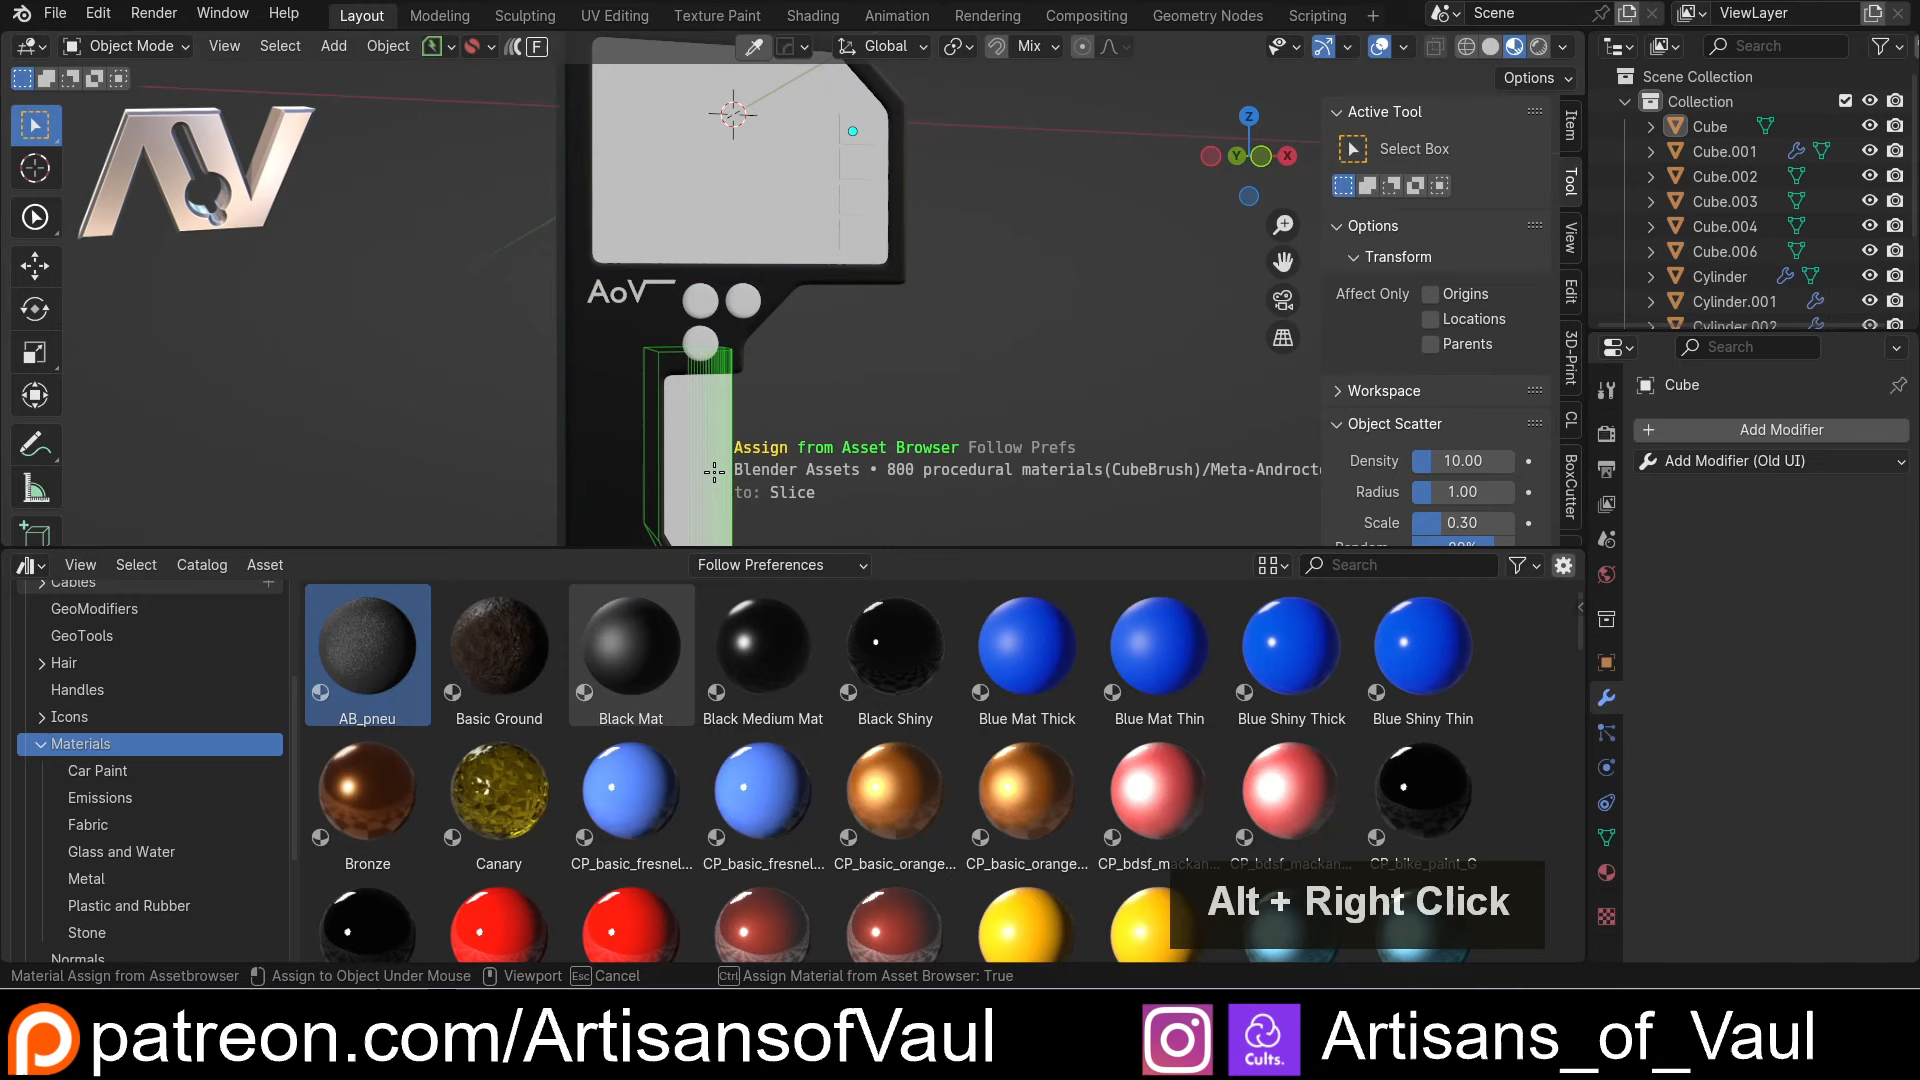 File Edit Render Window Help Layout Modeling Sculpting UV Editing Texture Paint Shading Animation Rendering Compositing Geometry Nodes Scripting + Scene ViewLayer
Object Mode View Select Add Object F Global Mix Search
Options
Scene Collection
Collection
Cube
Cube.001
Cube.002
Cube.003
Cube.004
Cube.006
Cylinder
Cylinder.001
Cylinder.002
AV
Z
Y
X
AoV
Active Tool
Select Box
Options
Transform
Affect Only Origins
Locations
Parents
Workspace
Object Scatter
Density 10.00
Radius 1.00
Scale 0.30
Item
Tool
View
Edit
3D-Print
CL
BoxCutter
Search
Cube
Add Modifier
Add Modifier (Old UI)
Assign from Asset Browser Follow Prefs
Blender Assets • 800 procedural materials(CubeBrush)/Meta-Androct
to: Slice
View Select Catalog Asset Follow Preferences Search
Cables
GeoModifiers
GeoTools
Hair
Handles
Icons
Materials
Car Paint
Emissions
Fabric
Glass and Water
Metal
Plastic and Rubber
Stone
Normals
AB_pneu Basic Ground Black Mat Black Medium Mat Black Shiny Blue Mat Thick Blue Mat Thin Blue Shiny Thick Blue Shiny Thin
Bronze Canary CP_basic_fresnel... CP_basic_fresnel... CP_basic_orange... CP_basic_orange... CP_bdsf_mackan... CP_bdsf_mackan... CP_bike_paint_G
Alt + Right Click
Material Assign from Assetbrowser Assign to Object Under Mouse Viewport Esc Cancel Ctrl Assign Material from Asset Browser: True
patreon.com/ArtisansofVaul Cults. Artisans_of_Vaul